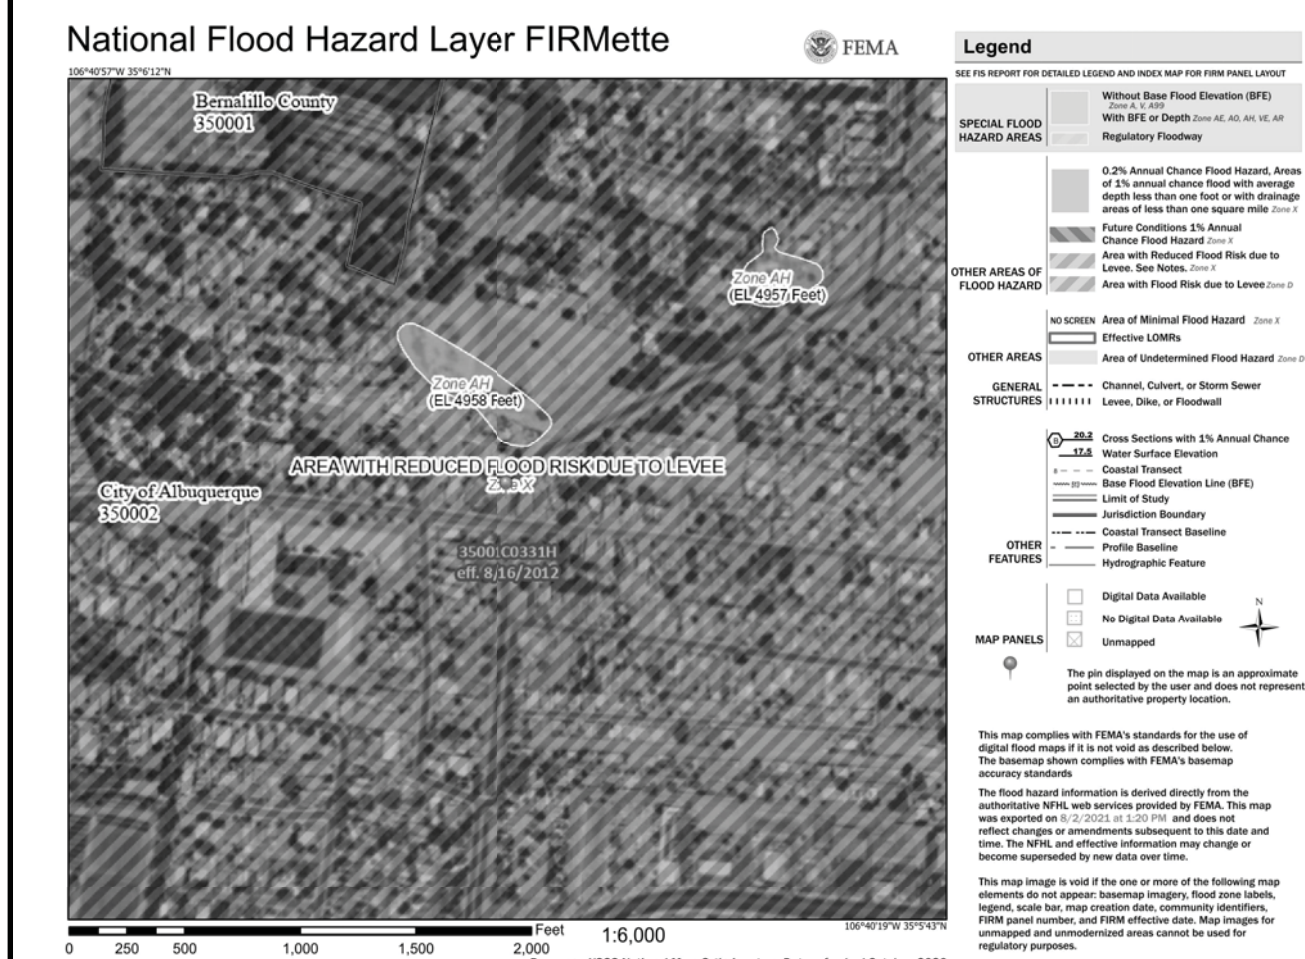 National Flood Hazard Layer FIRMette
FEMA
106°40'57"W 35°6'12"N
Bernalillo County
350001
Zone AH
(EL 4957 Feet)
Zone AH
(EL 4958 Feet)
AREA WITH REDUCED FLOOD RISK DUE TO LEVEE
Zone X
City of Albuquerque
350002
35001C0331H
eff. 8/16/2012
106°40'19"W 35°5'43"N
0 250 500 1,000 1,500 2,000
Feet
1:6,000
Legend
SEE FIS REPORT FOR DETAILED LEGEND AND INDEX MAP FOR FIRM PANEL LAYOUT
SPECIAL FLOOD
HAZARD AREAS
Without Base Flood Elevation (BFE)
Zone A, V, A99
With BFE or Depth Zone AE, AO, AH, VE, AR
Regulatory Floodway
0.2% Annual Chance Flood Hazard, Areas
of 1% annual chance flood with average
depth less than one foot or with drainage
areas of less than one square mile Zone X
Future Conditions 1% Annual
Chance Flood Hazard Zone X
Area with Reduced Flood Risk due to
Levee. See Notes. Zone X
Area with Flood Risk due to Levee Zone D
OTHER AREAS OF
FLOOD HAZARD
NO SCREEN Area of Minimal Flood Hazard Zone X
Effective LOMRs
OTHER AREAS
Area of Undetermined Flood Hazard Zone D
GENERAL
STRUCTURES
Channel, Culvert, or Storm Sewer
Levee, Dike, or Floodwall
B 20.2 Cross Sections with 1% Annual Chance
17.5 Water Surface Elevation
8 Coastal Transect
513 Base Flood Elevation Line (BFE)
Limit of Study
Jurisdiction Boundary
Coastal Transect Baseline
OTHER
FEATURES
Profile Baseline
Hydrographic Feature
Digital Data Available
No Digital Data Available
Unmapped
MAP PANELS
N
The pin displayed on the map is an approximate
point selected by the user and does not represent
an authoritative property location.
This map complies with FEMA's standards for the use of
digital flood maps if it is not void as described below.
The basemap shown complies with FEMA's basemap
accuracy standards
The flood hazard information is derived directly from the
authoritative NFHL web services provided by FEMA. This map
was exported on 8/2/2021 at 1:20 PM and does not
reflect changes or amendments subsequent to this date and
time. The NFHL and effective information may change or
become superseded by new data over time.
This map image is void if the one or more of the following map
elements do not appear: basemap imagery, flood zone labels,
legend, scale bar, map creation date, community identifiers,
FIRM panel number, and FIRM effective date. Map images for
unmapped and unmodernized areas cannot be used for
regulatory purposes.